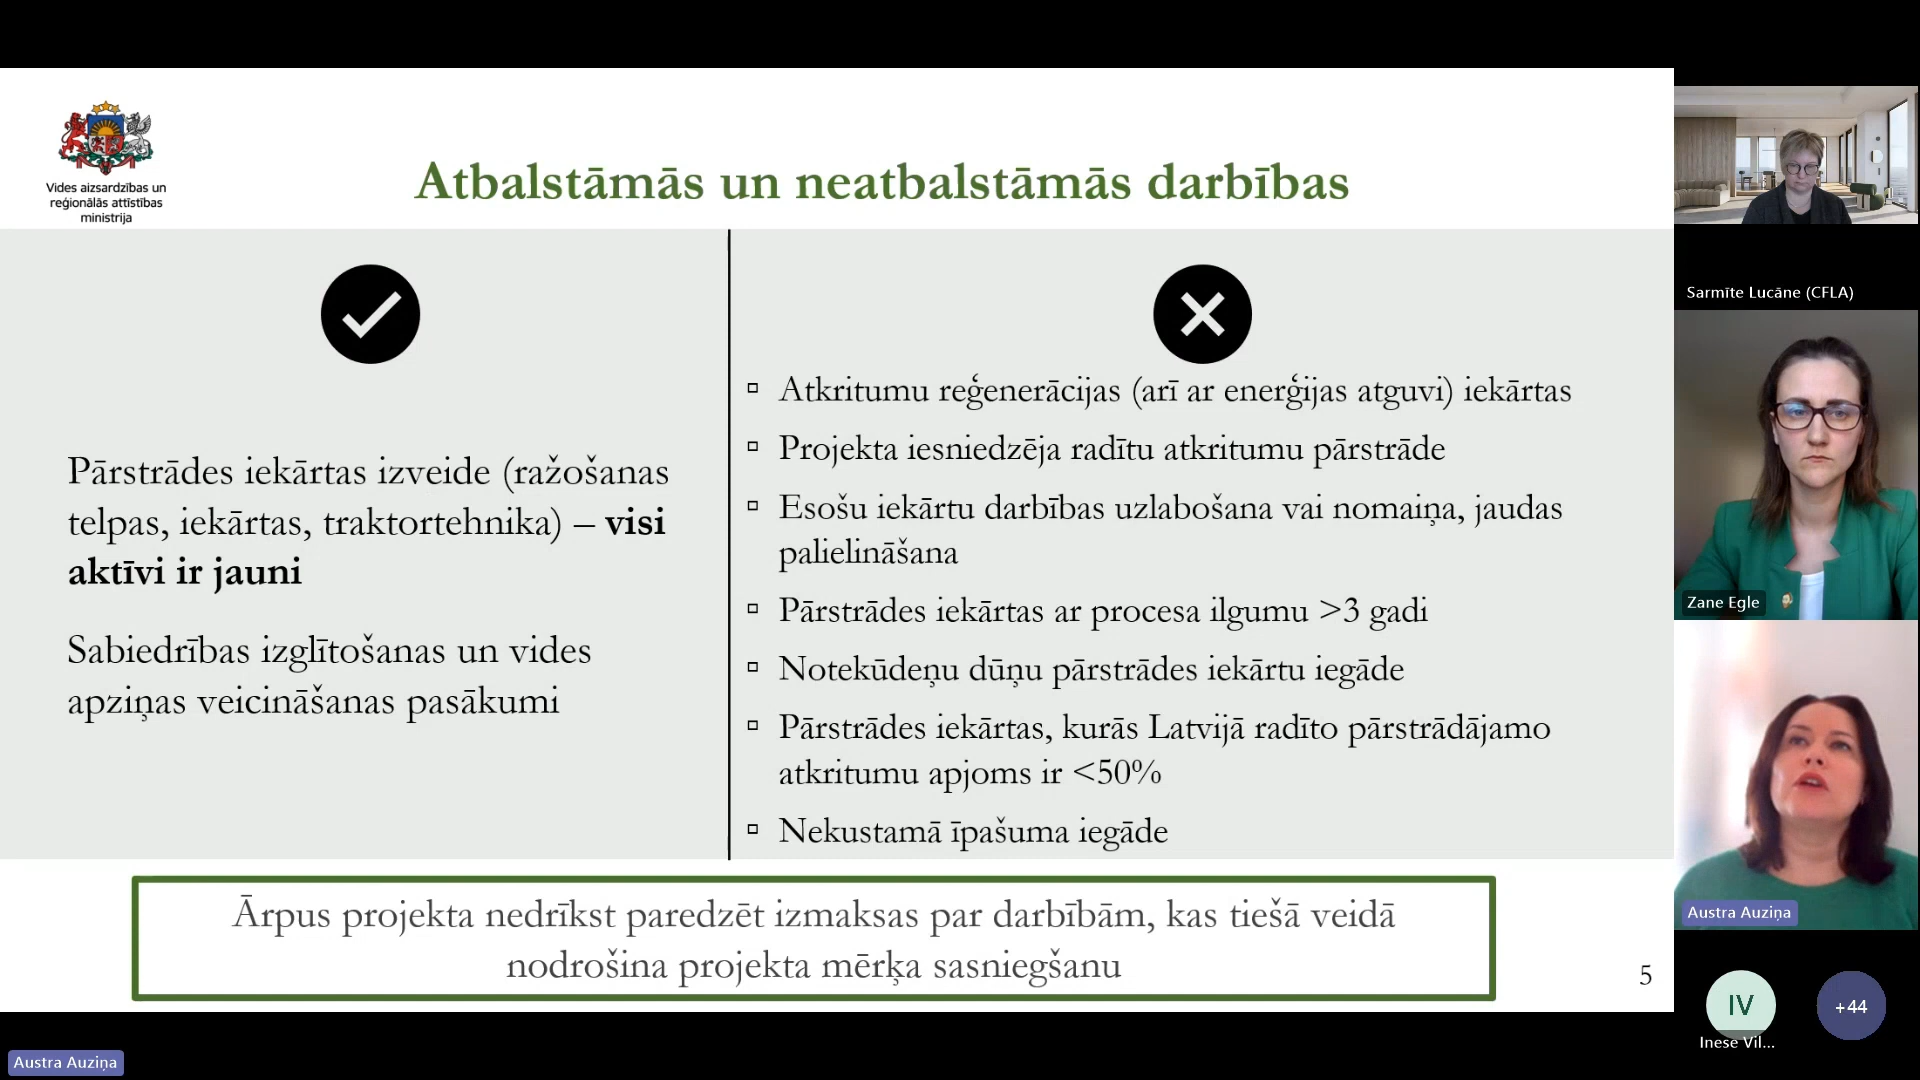 Vides aizsardzības un
reģionālās attīstības
ministrija
Atbalstāmās un neatbalstāmās darbības
Pārstrādes iekārtas izveide (ražošanas
telpas, iekārtas, traktortehnika) – visi
aktīvi ir jauni
Sabiedrības izglītošanas un vides
apziņas veicināšanas pasākumi
Atkritumu reģenerācijas (arī ar enerģijas atguvi) iekārtas
Projekta iesniedzēja radītu atkritumu pārstrāde
Esošu iekārtu darbības uzlabošana vai nomaiņa, jaudas
palielināšana
Pārstrādes iekārtas ar procesa ilgumu >3 gadi
Notekūdeņu dūņu pārstrādes iekārtu iegāde
Pārstrādes iekārtas, kurās Latvijā radīto pārstrādājamo
atkritumu apjoms ir <50%
Nekustamā īpašuma iegāde
Ārpus projekta nedrīkst paredzēt izmaksas par darbībām, kas tiešā veidā
nodrošina projekta mērķa sasniegšanu
5
Sarmīte Lucāne (CFLA)
Zane Egle
Austra Auziņa
IV
+44
Inese Vil...
Austra Auziņa